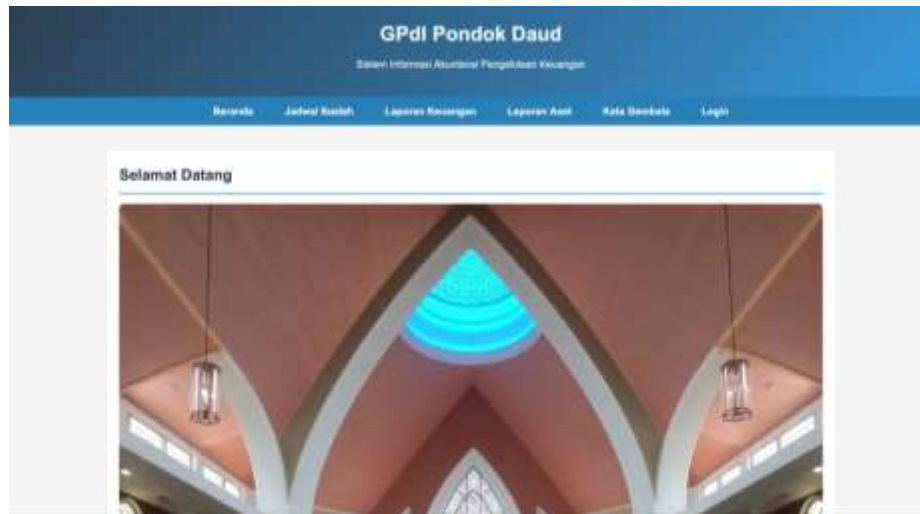 GPdI Pondok Daud
Sistem Informasi Akuntansi Pengelolaan Keuangan
Beranda Jadwal Ibadah Laporan Keuangan Laporan Aset Kata Gembala Login
Selamat Datang